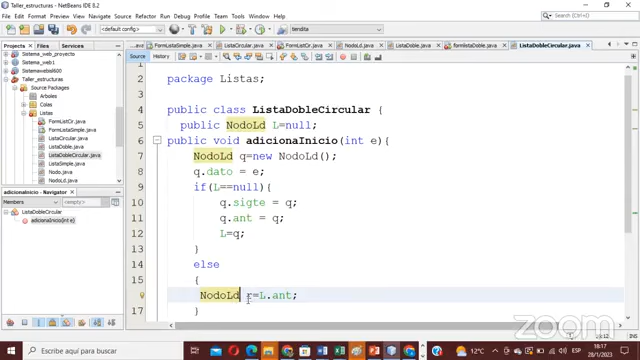 Taller_estructuras - NetBeans IDE 8.2
File Edit View Navigate Source Refactor Run Debug Profile Team Tools Window Help
Search (Ctrl+I)
<default config>
tendita
Projects
Files
Services
FormListaSimple.java
ListaCircular.java
FormListCir.java
NodoLd.java
ListaDoble.java
formlistaDoble.java
ListaDobleCircular.java
Source
History
Sistema_web_proyecto
Sistema_web1
Sistemawebsl600
Taller_estructuras
Source Packages
Arboles
Colas
Listas
FormListCir.java
FormListaSimple.java
ListaCircular.java
ListaDoble.java
ListaDobleCircular.java
ListaSimple.java
Nodo.java
adicionaInicio - Navigator
Members
<empty>
ListaDobleCircular
adicionaInicio(int e)
1
2 package Listas;
3
4 public class ListaDobleCircular {
5 public NodoLd L=null;
6 public void adicionaInicio(int e){
7 NodoLd q=new NodoLd();
8 q.dato = e;
9 if(L==null){
10 q.sigte = q;
11 q.ant = q;
12 L=q;
13 }
14 else
15 {
NodoLd r=L.ant;
17 }
Escribe aquí para buscar
12°C
ESP
18:17
28/1/2023
OBS